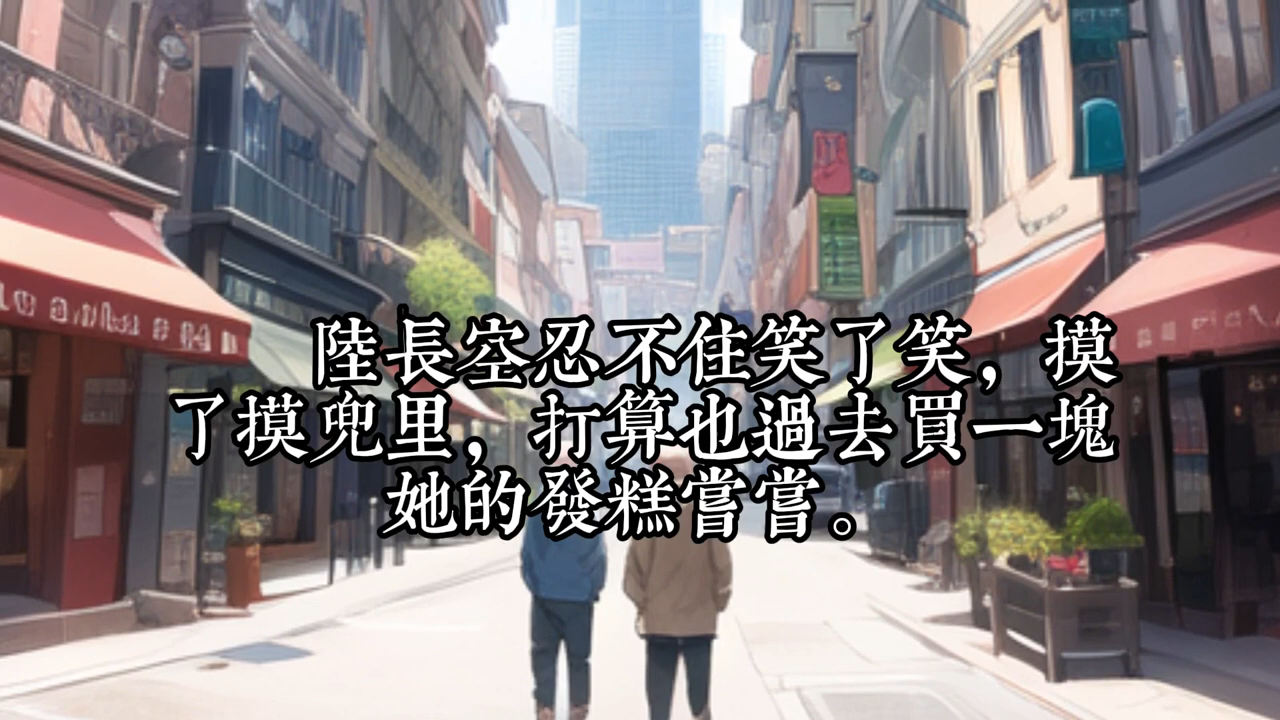 陸長空忍不住笑了笑，摸
了摸兜里，打算也過去買一塊
她的發糕嘗嘗。